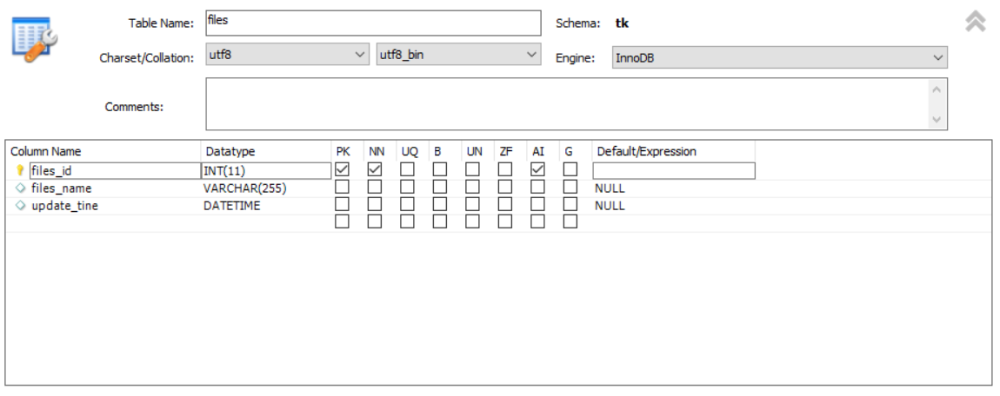 Table Name: files Schema: tk
Charset/Collation: utf8 utf8_bin Engine: InnoDB
Comments:
Column Name Datatype PK NN UQ B UN ZF AI G Default/Expression
files_id INT(11)
files_name VARCHAR(255) NULL
update_tine DATETIME NULL